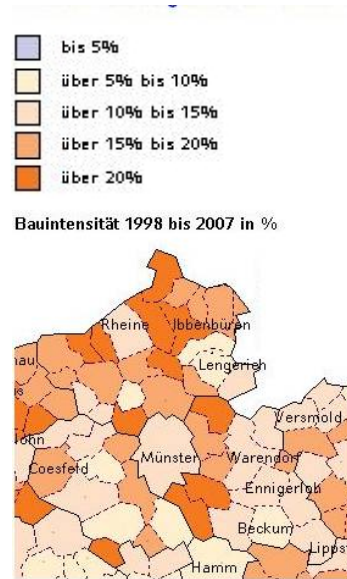 bis 5%
über 5% bis 10%
über 10% bis 15%
über 15% bis 20%
über 20%
Bauintensität 1998 bis 2007 in %
Rheine
Ibbenbüren
Lengerich
Versmold
Coesfeld
Münster
Warendorf
Ennigerloh
Beckum
Lipps
Hamm